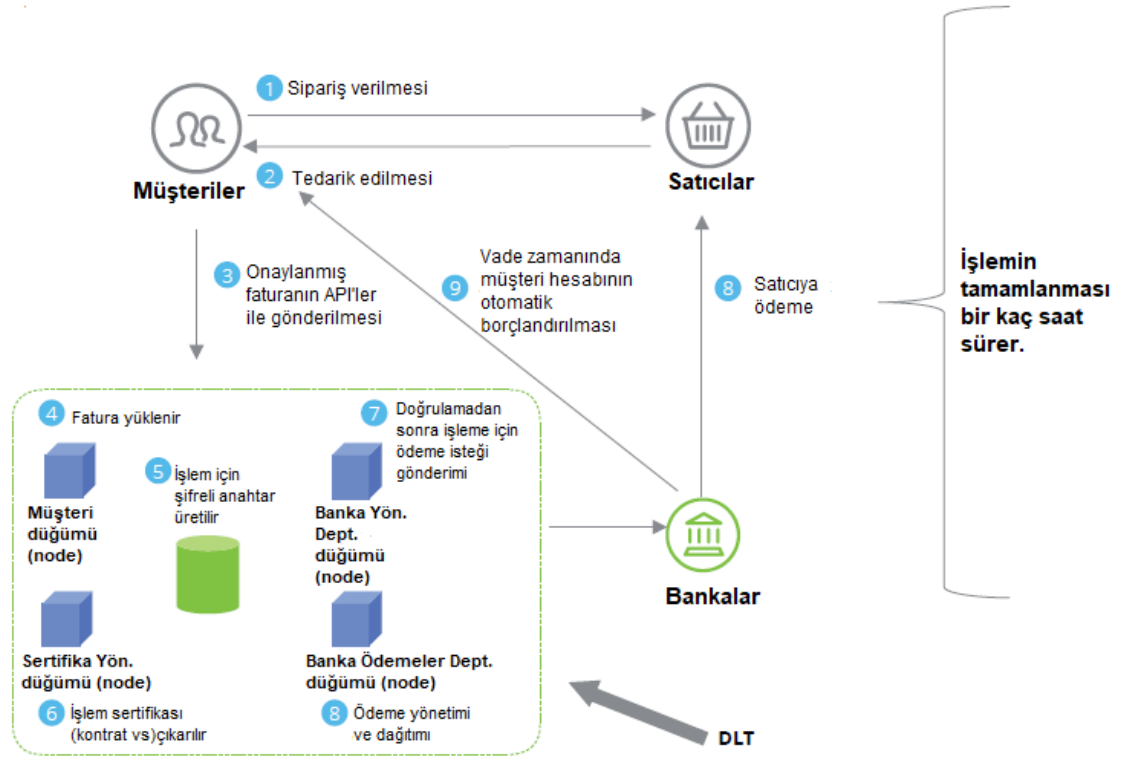 1 Sipariş verilmesi
Müşteriler
2 Tedarik edilmesi
Satıcılar
3 Onaylanmış
faturanın API'ler
ile gönderilmesi
9 Vade zamanında
müşteri hesabının
otomatik
borçlandırılması
8 Satıcıya
ödeme
İşlemin
tamamlanması
bir kaç saat
sürer.
4 Fatura yüklenir
Müşteri
düğümü
(node)
5 İşlem için
şifreli anahtar
üretilir
7 Doğrulamadan
sonra işleme için
ödeme isteği
gönderimi
Banka Yön.
Dept.
düğümü
(node)
Bankalar
Sertifika Yön.
düğümü (node)
6 İşlem sertifikası
(kontrat vs)çıkarılır
Banka Ödemeler Dept.
düğümü (node)
8 Ödeme yönetimi
ve dağıtımı
DLT